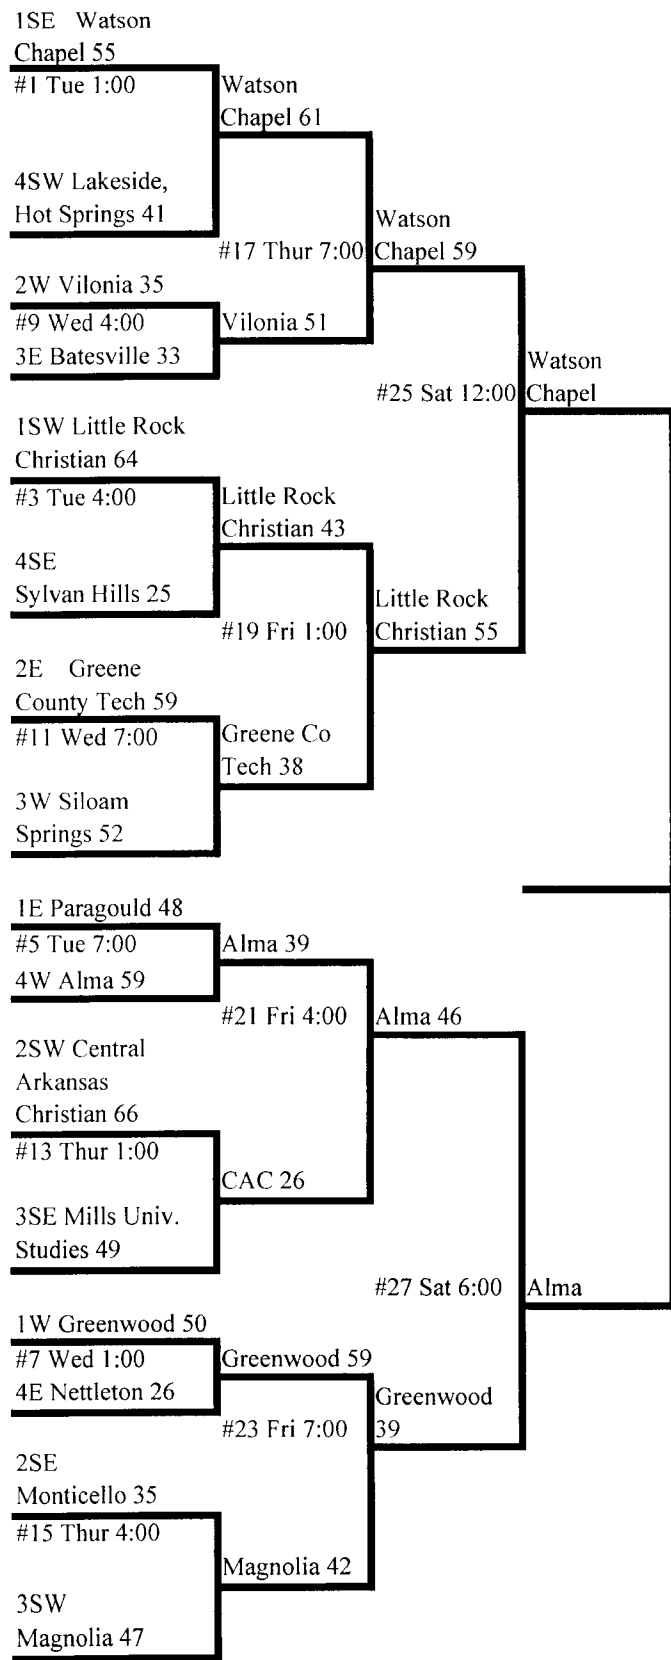 1SE Watson
Chapel 55
#1 Tue 1:00
Watson
Chapel 61
4SW Lakeside,
Hot Springs 41
#17 Thur 7:00
Watson
Chapel 59
2W Vilonia 35
#9 Wed 4:00
Vilonia 51
3E Batesville 33
#25 Sat 12:00
Watson
Chapel
1SW Little Rock
Christian 64
#3 Tue 4:00
Little Rock
Christian 43
4SE
Sylvan Hills 25
#19 Fri 1:00
Little Rock
Christian 55
2E Greene
County Tech 59
#11 Wed 7:00
Greene Co
Tech 38
3W Siloam
Springs 52
1E Paragould 48
#5 Tue 7:00
Alma 39
4W Alma 59
#21 Fri 4:00
Alma 46
2SW Central
Arkansas
Christian 66
#13 Thur 1:00
CAC 26
3SE Mills Univ.
Studies 49
#27 Sat 6:00
Alma
1W Greenwood 50
#7 Wed 1:00
Greenwood 59
4E Nettleton 26
#23 Fri 7:00
Greenwood
39
2SE
Monticello 35
#15 Thur 4:00
Magnolia 42
3SW
Magnolia 47